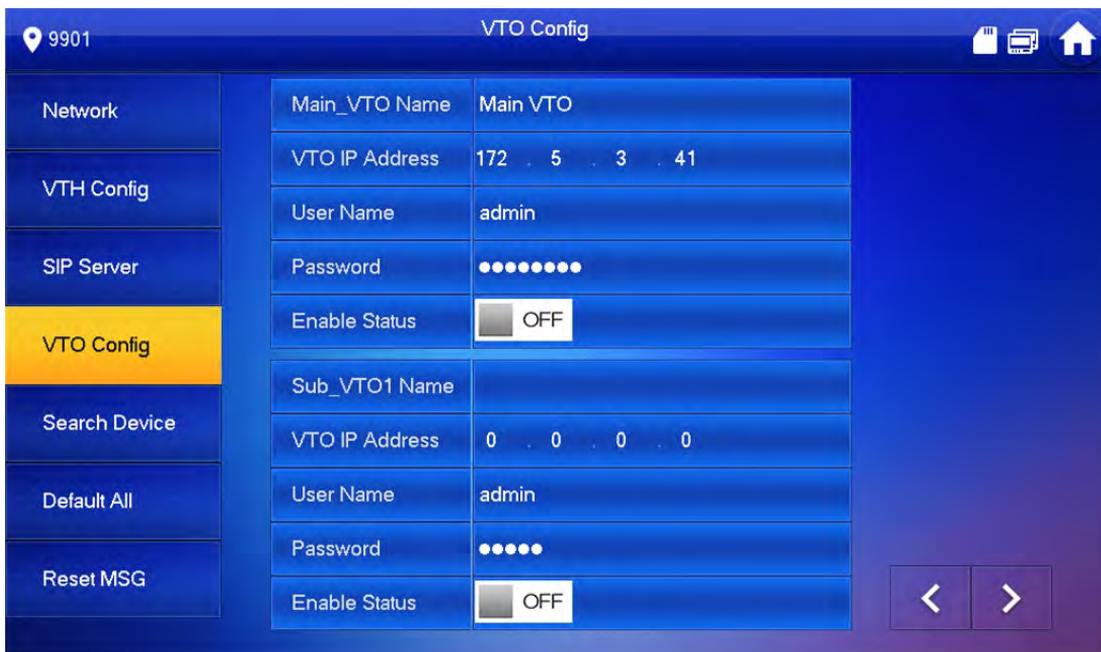 9901
VTO Config
Network
VTH Config
SIP Server
VTO Config
Search Device
Default All
Reset MSG
Main_VTO Name Main VTO
VTO IP Address 172 . 5 . 3 . 41
User Name admin
Password ●●●●●●●●
Enable Status OFF
Sub_VTO1 Name
VTO IP Address 0 . 0 . 0 . 0
User Name admin
Password ●●●●●
Enable Status OFF